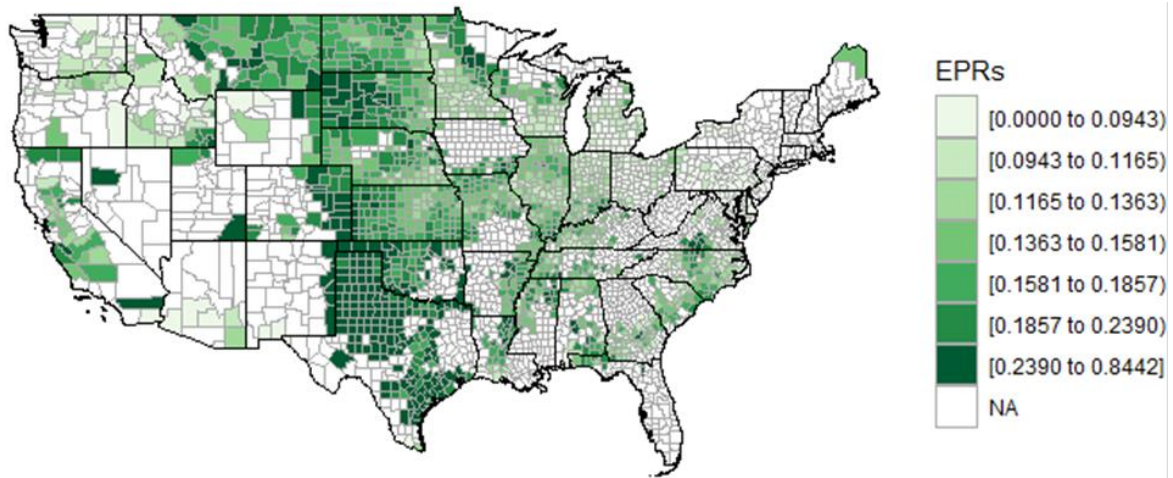 EPRs
[0.0000 to 0.0943)
[0.0943 to 0.1165)
[0.1165 to 0.1363)
[0.1363 to 0.1581)
[0.1581 to 0.1857)
[0.1857 to 0.2390)
[0.2390 to 0.8442]
NA